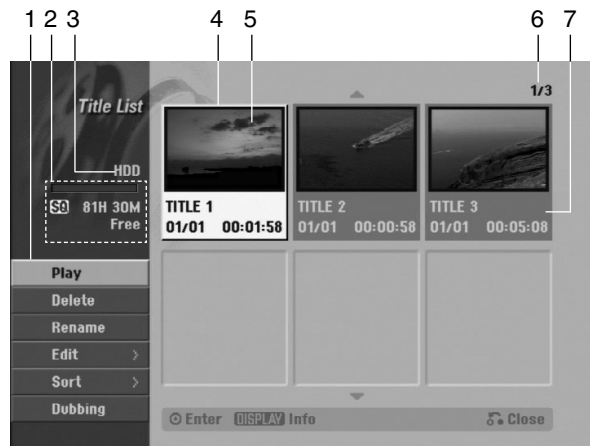 1 2 3 4 5 6 7
Title List
1/3
HDD
SQ 81H 30M
Free
TITLE 1
01/01 00:01:58
TITLE 2
01/01 00:00:58
TITLE 3
01/01 00:05:08
Play
Delete
Rename
Edit >
Sort >
Dubbing
Enter DISPLAY Info
Close